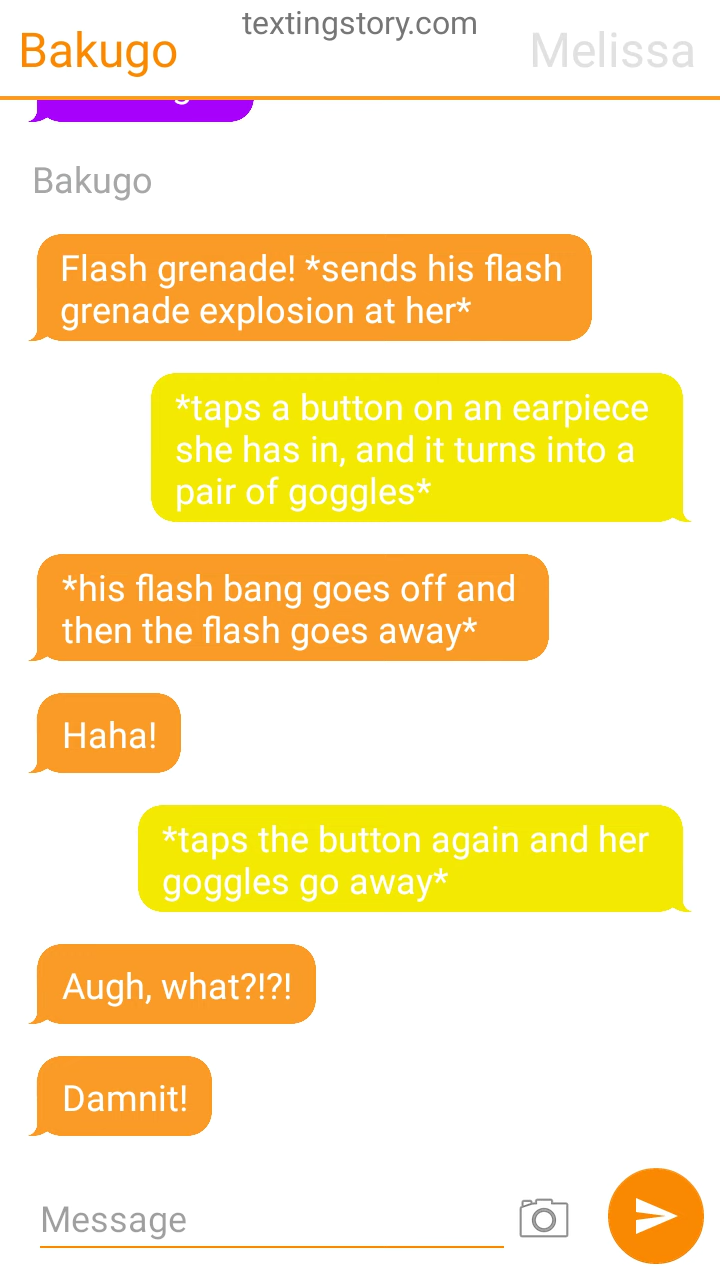 textingstory.com
Bakugo
Melissa
Bakugo
Flash grenade! *sends his flash
grenade explosion at her*
*taps a button on an earpiece
she has in, and it turns into a
pair of goggles*
*his flash bang goes off and
then the flash goes away*
Haha!
*taps the button again and her
goggles go away*
Augh, what?!?!
Damnit!
Message